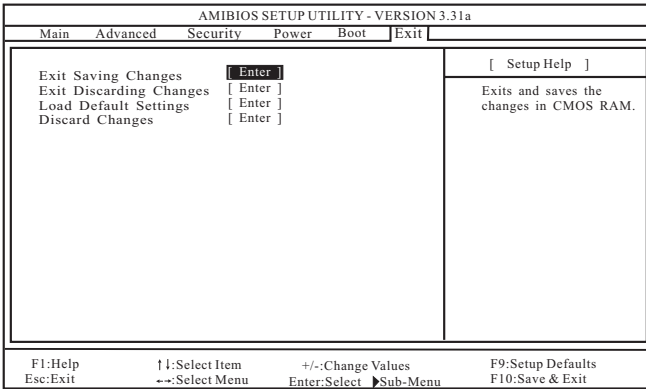 AMIBIOS SETUP UTILITY - VERSION 3.31a
Main Advanced Security Power Boot Exit
Exit Saving Changes [ Enter ]
Exit Discarding Changes [ Enter ]
Load Default Settings [ Enter ]
Discard Changes [ Enter ]
[ Setup Help ]
Exits and saves the
changes in CMOS RAM.
F1:Help ↑↓:Select Item +/-:Change Values F9:Setup Defaults
Esc:Exit ←→:Select Menu Enter:Select ▶Sub-Menu F10:Save & Exit